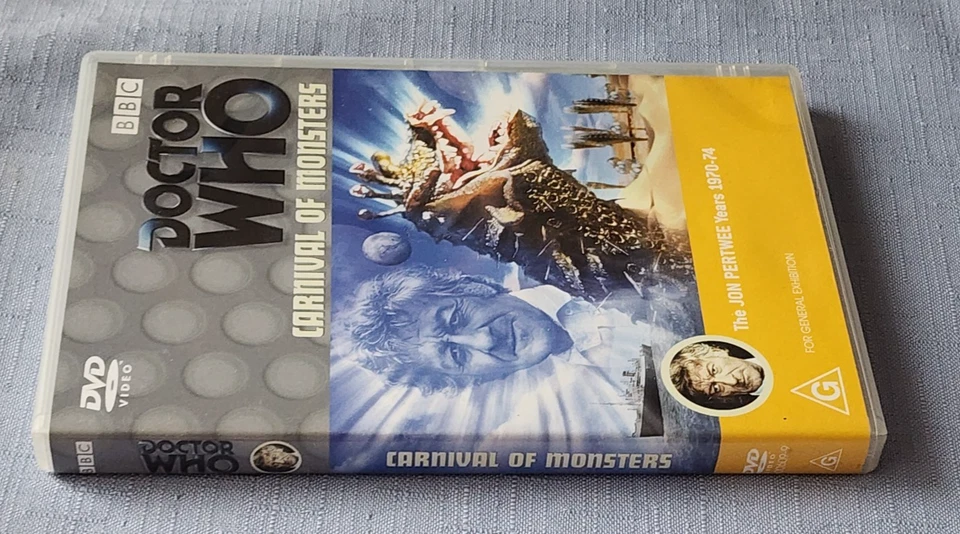 BBC
DOCTOR
WHO
CARNIVAL OF MONSTERS
DVD
VIDEO
The JON PERTWEE Years 1970-74
FOR GENERAL EXHIBITION
G
BBC
DOCTOR
WHO
CARNIVAL OF MONSTERS
DVD
VIDEO
G